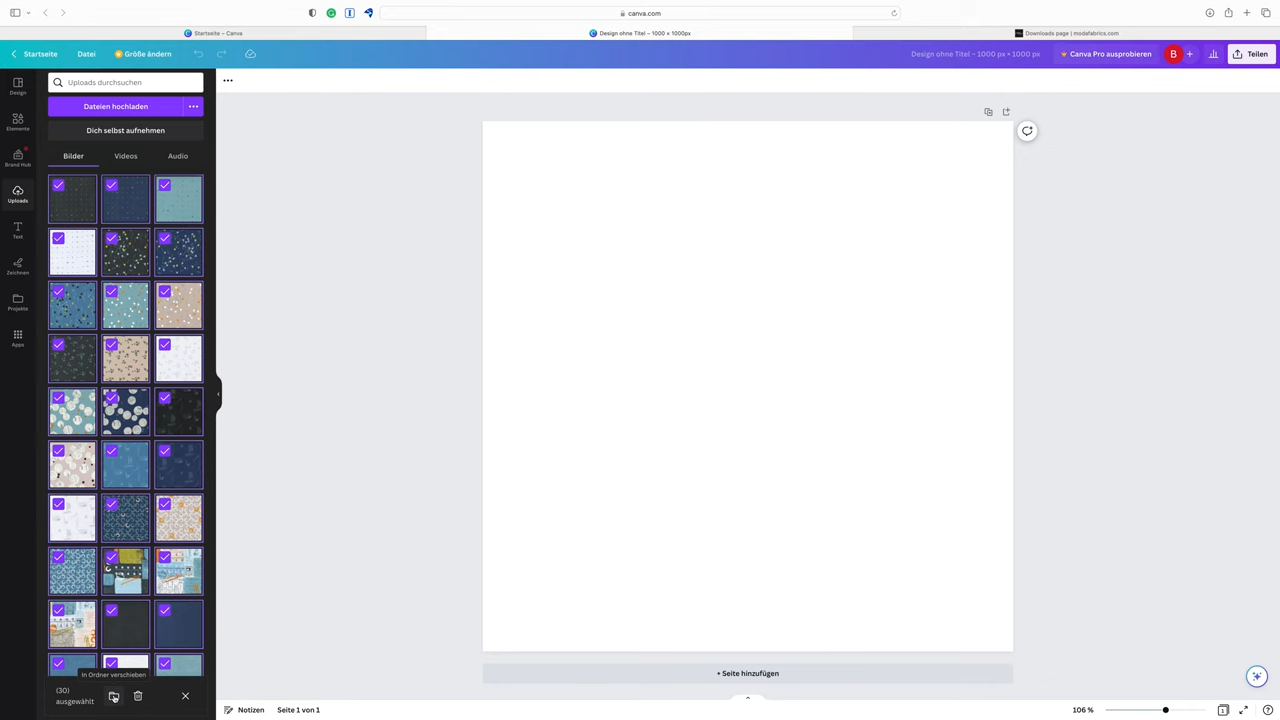 canva.com
Startseite – Canva
Design ohne Titel – 1000 × 1000px
Downloads page | modafabrics.com
Startseite
Datei
Größe ändern
Design ohne Titel – 1000 px × 1000 px
Canva Pro ausprobieren
B
Teilen
Design
Elemente
Brand Hub
Uploads
Text
Zeichnen
Projekte
Apps
Uploads durchsuchen
Dateien hochladen
Dich selbst aufnehmen
Bilder
Videos
Audio
In Ordner verschieben
(30)
ausgewählt
+ Seite hinzufügen
Notizen
Seite 1 von 1
106 %
1